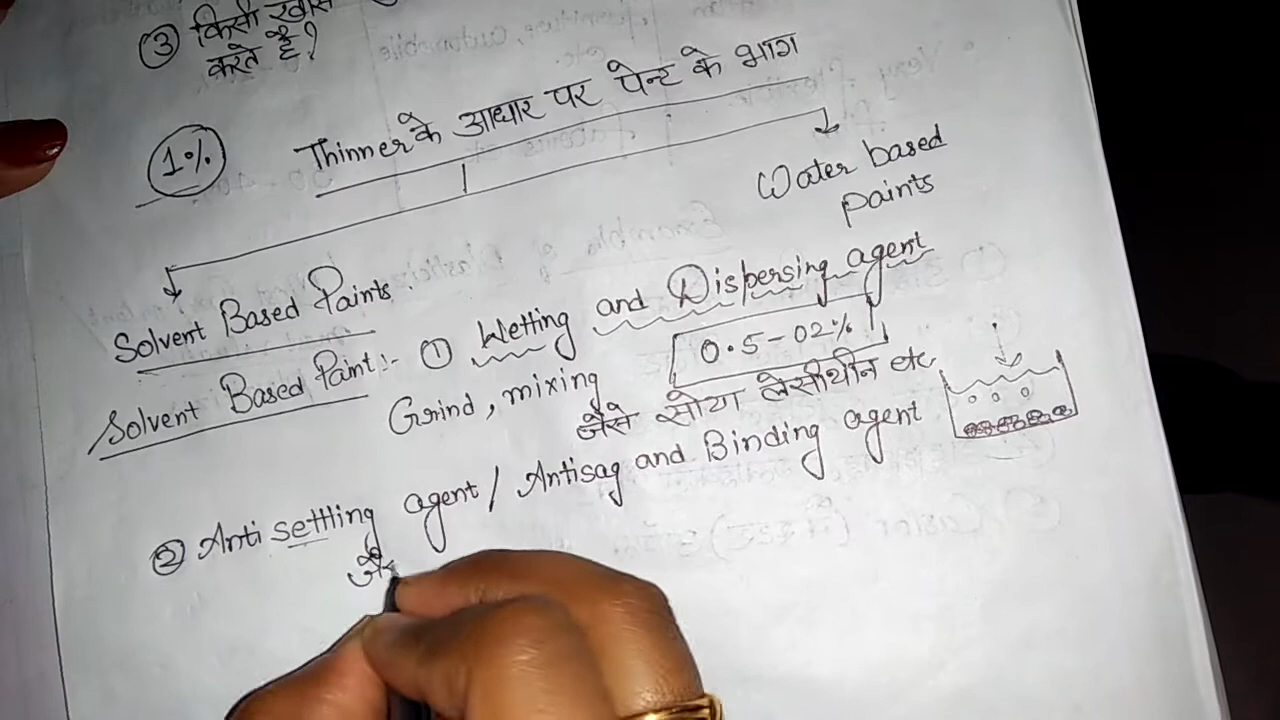 ③ किसी खास
करते है?
1% Thinner के आधार पर पेन्ट के भाग
Water based
paints
Solvent Based Paints.
Solvent Based Paint:- ① Wetting and Dispersing agent
0.5-02%
Grind, mixing
जैसे सोया लेसीथीन etc.
② Anti settling agent/Antisag and Binding agent